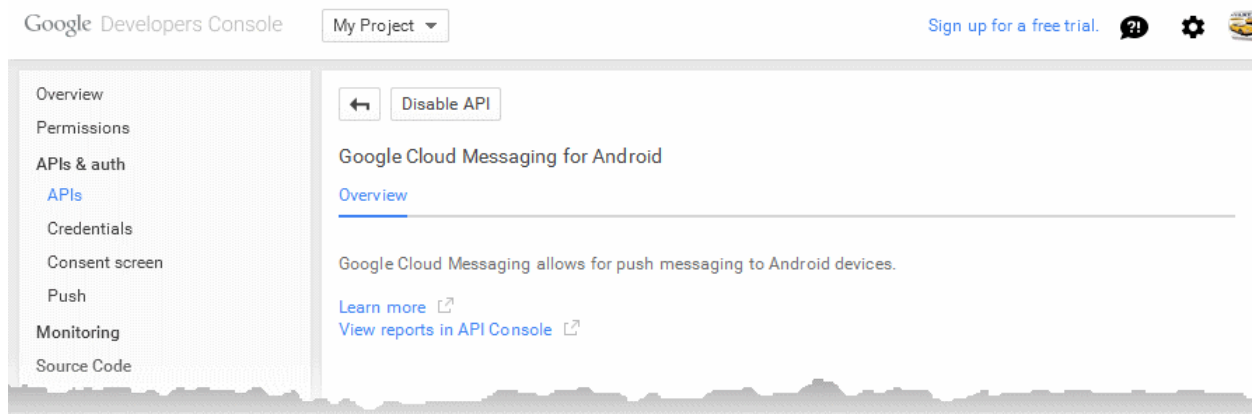 Google Developers Console
My Project
Sign up for a free trial.
?!
Overview
Permissions
APIs & auth
APIs
Credentials
Consent screen
Push
Monitoring
Source Code
Disable API
Google Cloud Messaging for Android
Overview
Google Cloud Messaging allows for push messaging to Android devices.
Learn more
View reports in API Console